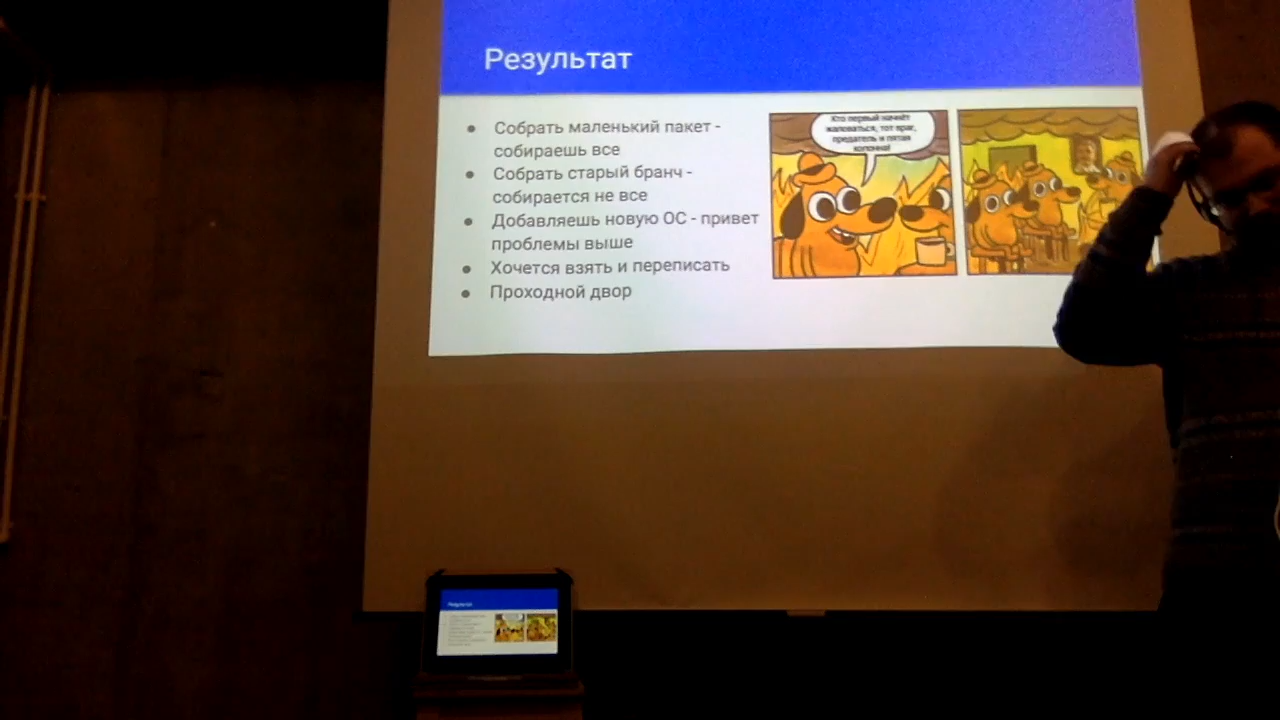 Результат
Собрать маленький пакет -
собираешь все
Собрать старый бранч -
собирается не все
Добавляешь новую ОС - привет
проблемы выше
Хочется взять и переписать
Проходной двор
Кто первый начнёт
жаловаться, тот враг,
предатель и пятая
колонна!
Результат